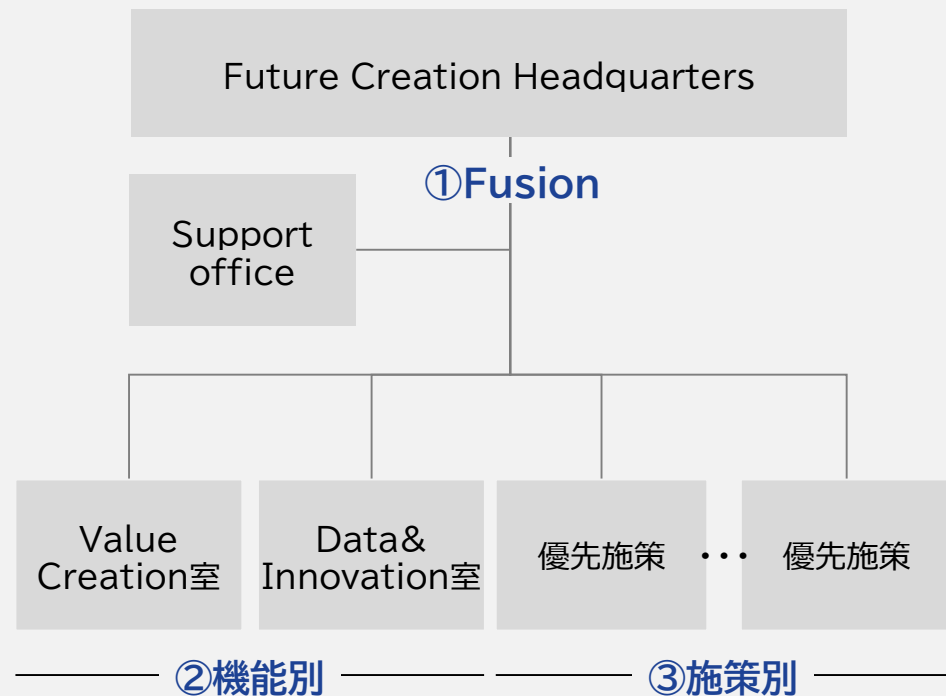 Future Creation Headquarters
①Fusion
Support
office
Value
Creation室
Data&
Innovation室
優先施策
・・・
優先施策
②機能別
③施策別